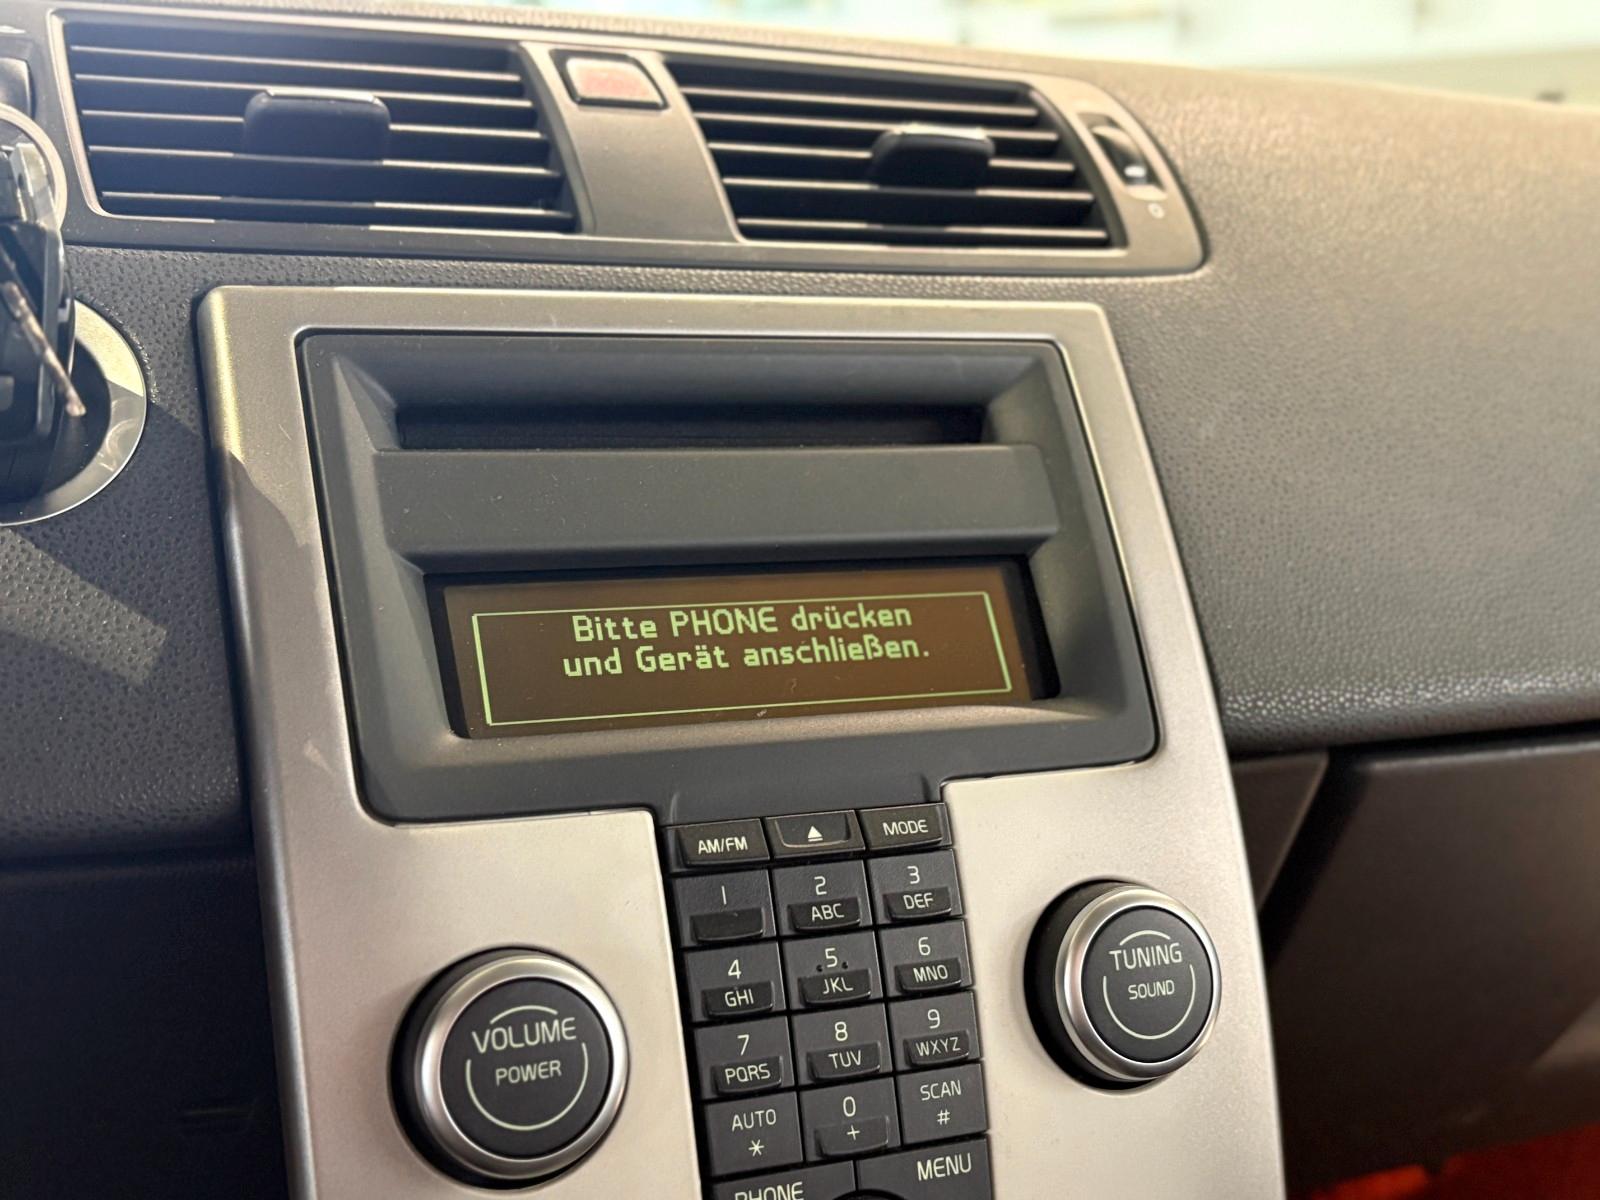 Bitte PHONE drücken
und Gerät anschließen.
AM/FM
MODE
1
2
ABC
3
DEF
4
GHI
5
JKL
6
MNO
7
PQRS
8
TUV
9
WXYZ
AUTO
*
0
+
SCAN
#
PHONE
MENU
VOLUME
POWER
TUNING
SOUND